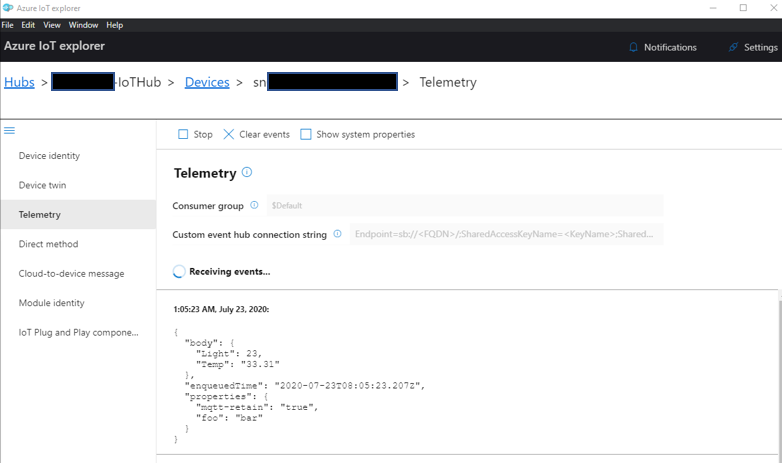 Azure IoT explorer
File Edit View Window Help
Azure IoT explorer
Notifications
Settings
Hubs > -IoTHub > Devices > sn > Telemetry
Stop
Clear events
Show system properties
Device identity
Device twin
Telemetry
Direct method
Cloud-to-device message
Module identity
IoT Plug and Play compone...
Telemetry
Consumer group
$Default
Custom event hub connection string
Endpoint=sb://<FQDN>/;SharedAccessKeyName=<KeyName>;Shared...
Receiving events...
1:05:23 AM, July 23, 2020:
{
"body": {
"Light": 23,
"Temp": "33.31"
},
"enqueuedTime": "2020-07-23T08:05:23.207Z",
"properties": {
"mqtt-retain": "true",
"foo": "bar"
}
}